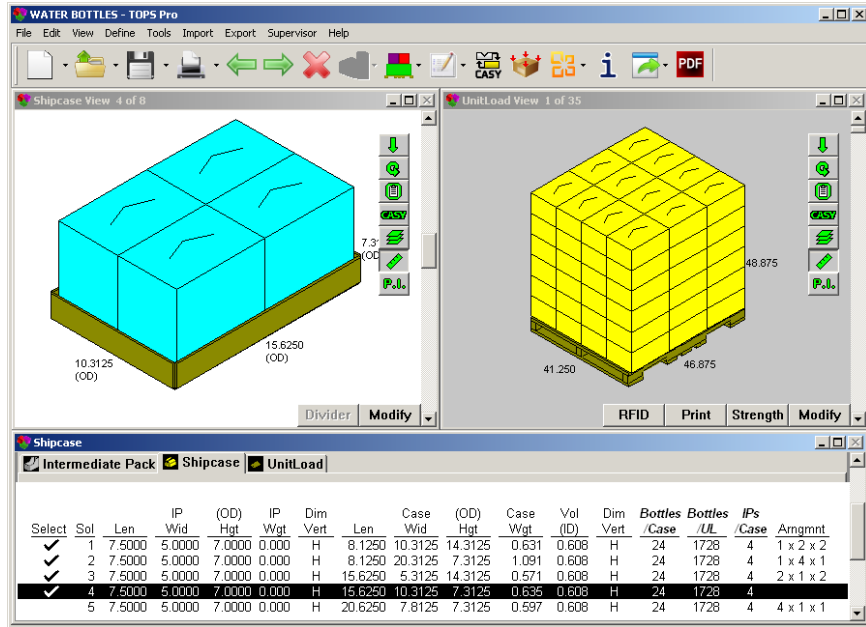 WATER BOTTLES - TOPS Pro
File Edit View Define Tools Import Export Supervisor Help
CASY
i
PDF
Shipcase View 4 of 8
UnitLoad View 1 of 35
CASY
CASY
7.3
(OD
P.I.
48.875
P.I.
15.6250
(OD)
10.3125
(OD)
46.875
41.250
Divider Modify
RFID Print Strength Modify
Shipcase
Intermediate Pack Shipcase UnitLoad
IP (OD) IP Dim Case (OD) Case Vol Dim Bottles Bottles IPs
Select Sol Len Wid Hgt Wgt Vert Len Wid Hgt Wgt (ID) Vert /Case /UL /Case Arngmnt
1 7.5000 5.0000 7.0000 0.000 H 8.1250 10.3125 14.3125 0.631 0.608 H 24 1728 4 1 x 2 x 2
2 7.5000 5.0000 7.0000 0.000 H 8.1250 20.3125 7.3125 1.091 0.608 H 24 1728 4 1 x 4 x 1
3 7.5000 5.0000 7.0000 0.000 H 15.6250 5.3125 14.3125 0.571 0.608 H 24 1728 4 2 x 1 x 2
4 7.5000 5.0000 7.0000 0.000 H 15.6250 10.3125 7.3125 0.635 0.608 H 24 1728 4
5 7.5000 5.0000 7.0000 0.000 H 20.6250 7.8125 7.3125 0.597 0.608 H 24 1728 4 4 x 1 x 1